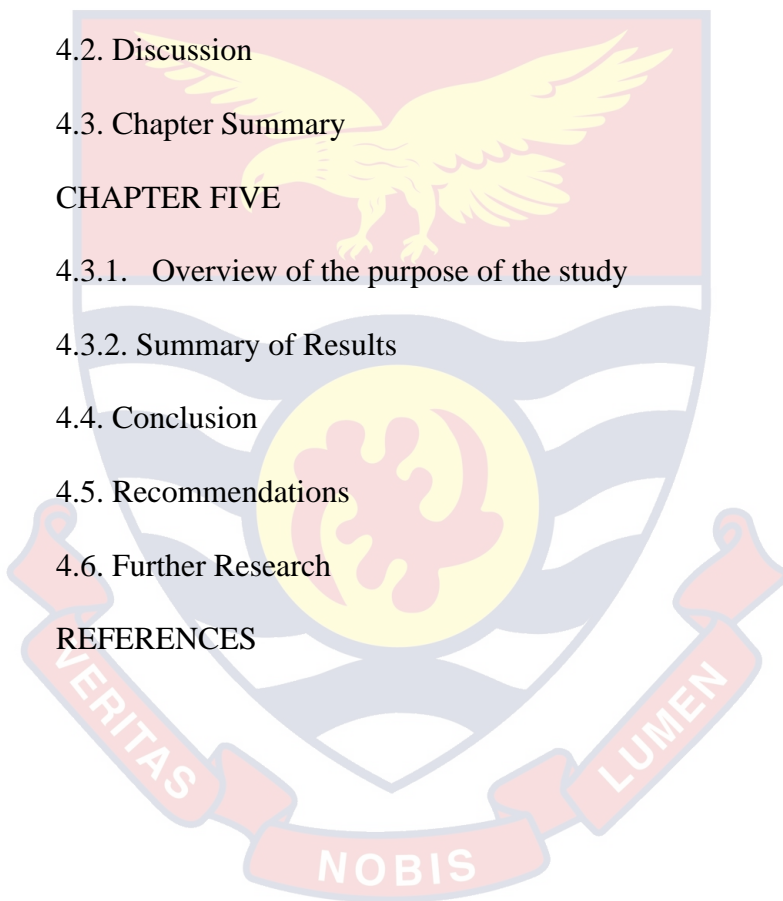 4.2. Discussion
4.3. Chapter Summary
CHAPTER FIVE
4.3.1. Overview of the purpose of the study
4.3.2. Summary of Results
4.4. Conclusion
4.5. Recommendations
4.6. Further Research
REFERENCES
VERITAS
NOBIS
LUMEN